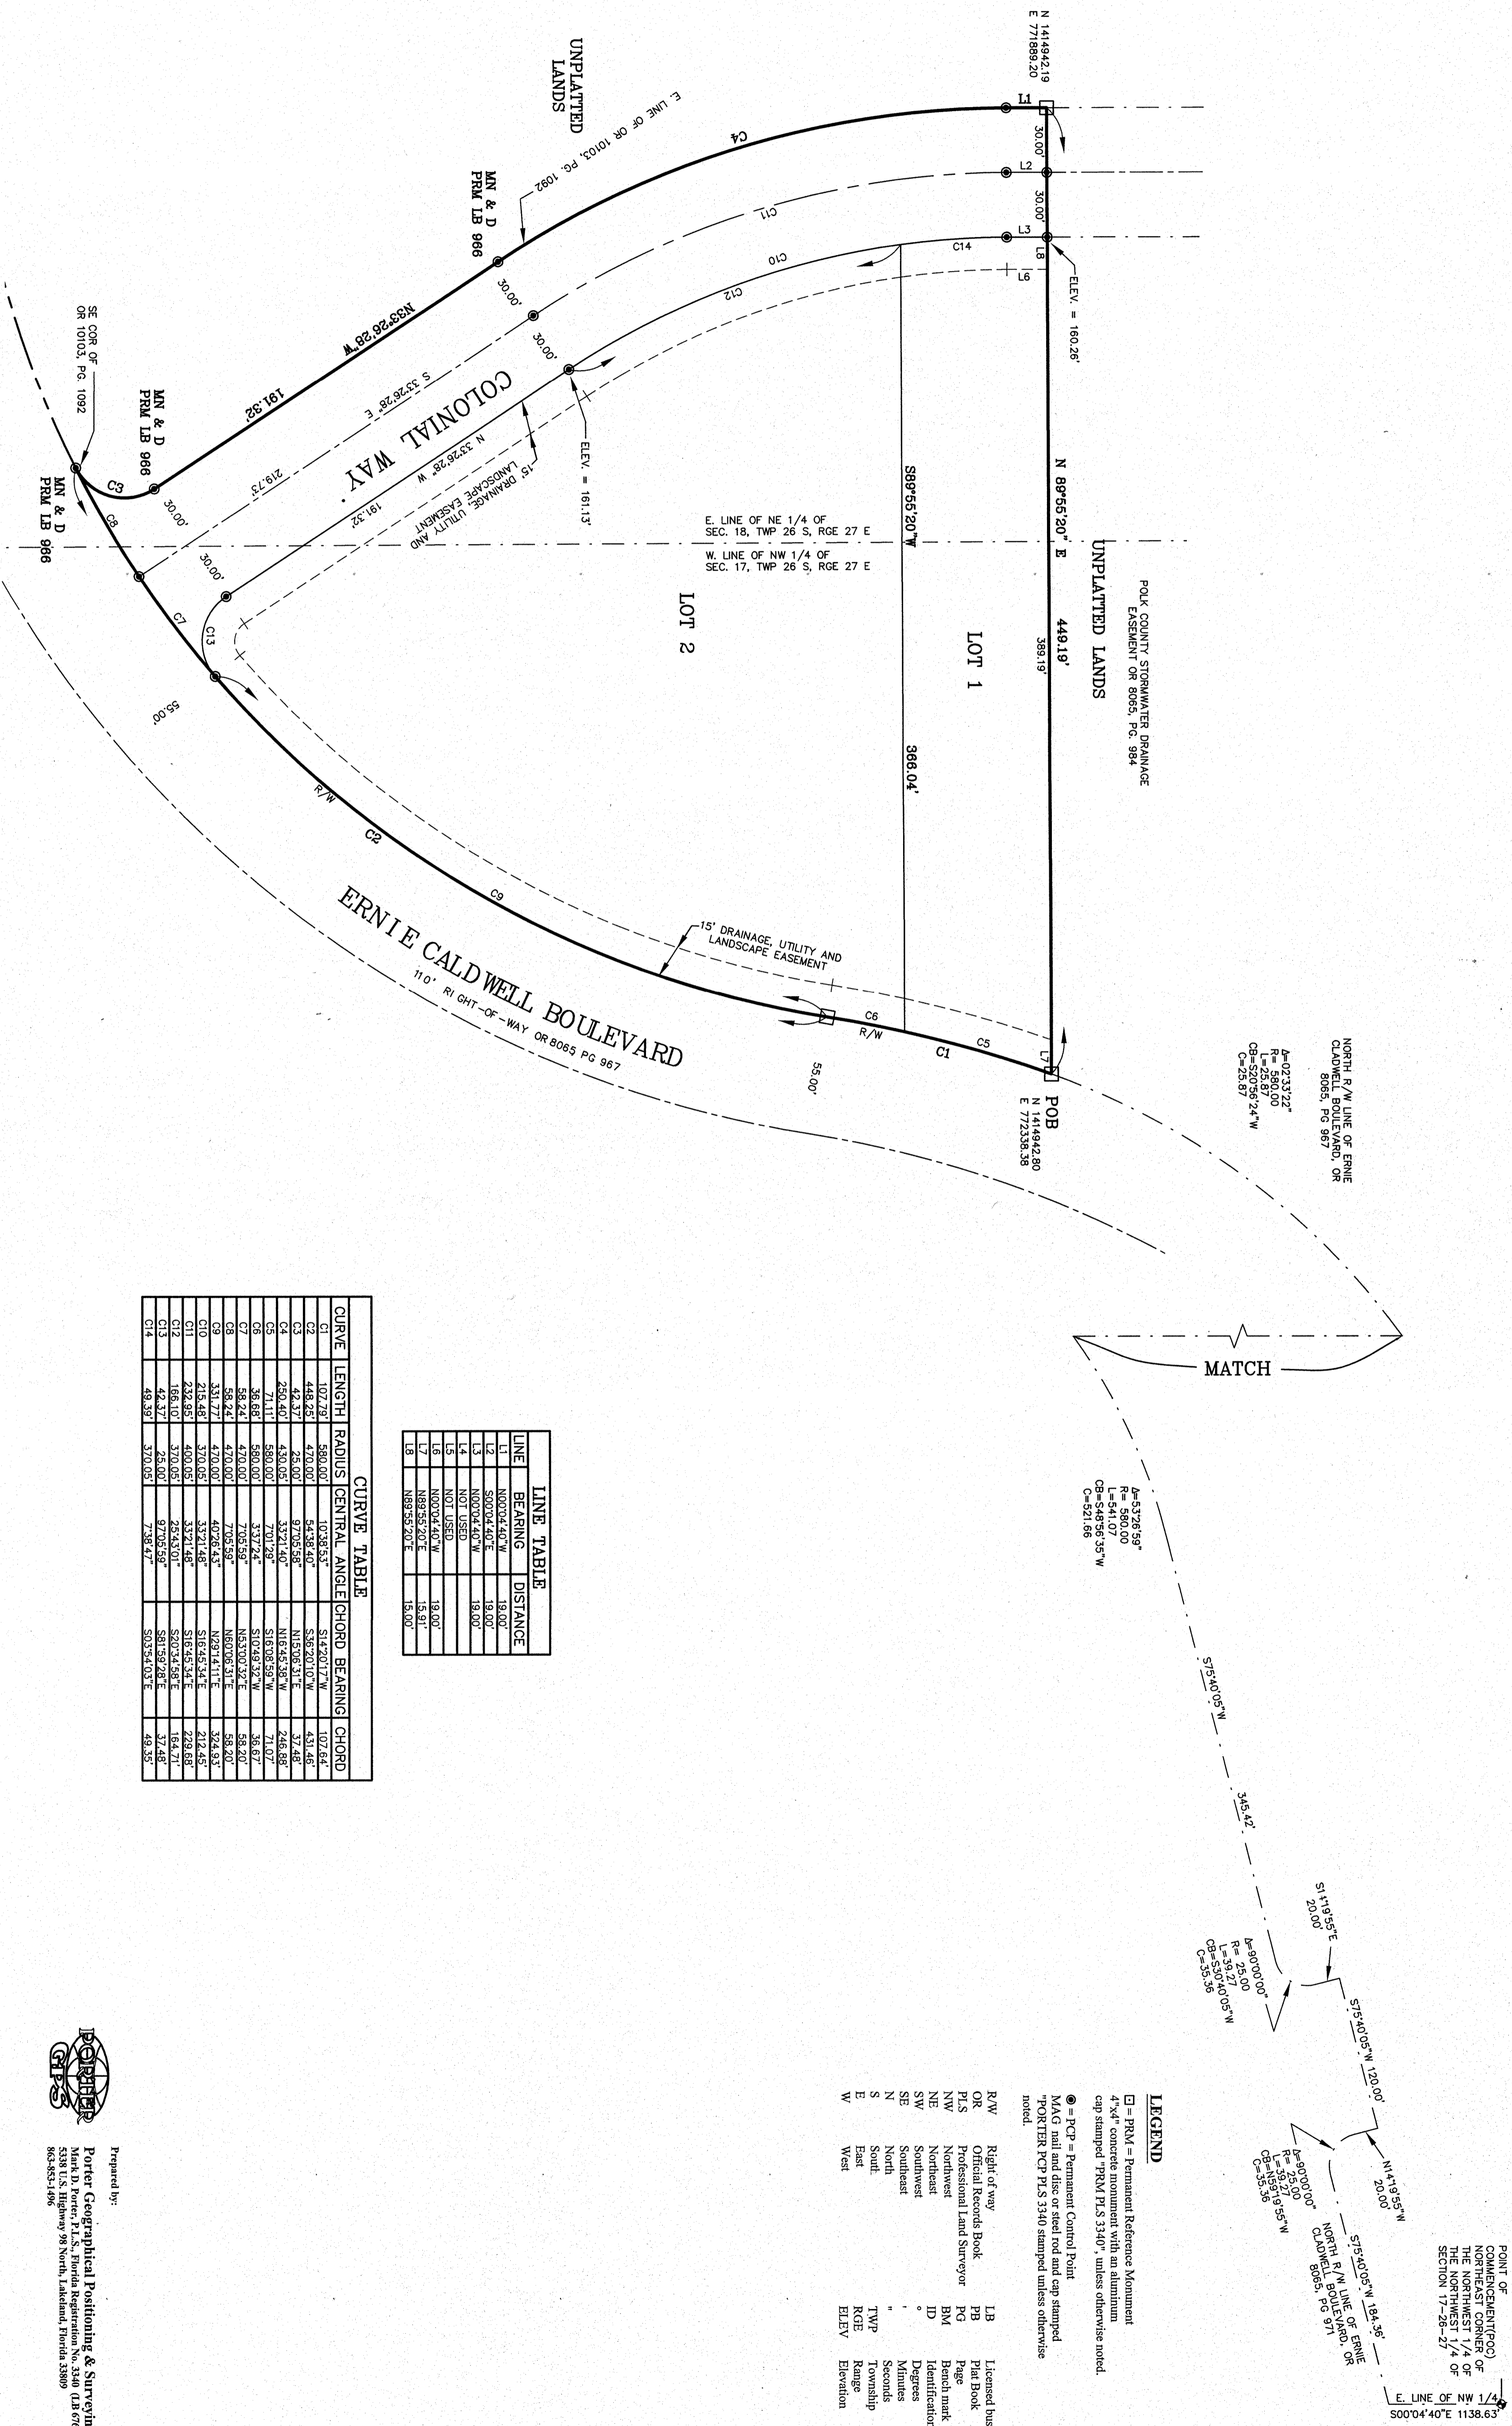 N 1414942.19
E 771889.20
L1
30.00'
L2
30.00'
L3
L8
L6
C14
C4
C11
C10
C12
ELEV. = 160.26'
UNPLATTED
LANDS
E. LINE OF OR 10103, PG. 1092
MN & D
PRM LB 966
30.00'
30.00'
N33°26'28"W
191.32'
S 33°26'28" E
219.73'
COLONIAL WAY.
N 33°26'28" W
191.32'
15' DRAINAGE, UTILITY AND
LANDSCAPE EASEMENT
ELEV. = 161.13'
SE COR OF
OR 10103, PG. 1092
MN & D
PRM LB 966
C3
30.00'
30.00'
MN & D
PRM LB 966
C8
C7
C13
55.00'
E. LINE OF NE 1/4 OF
SEC. 18, TWP 26 S, RGE 27 E
W. LINE OF NW 1/4 OF
SEC. 17, TWP 26 S, RGE 27 E
S89°55'20"W
366.04'
N 89°55'20" E
449.19'
389.19'
UNPLATTED LANDS
POLK COUNTY STORMWATER DRAINAGE
EASEMENT OR 8065, PG. 984
LOT 1
LOT 2
R/W
C2
C9
15' DRAINAGE, UTILITY AND
LANDSCAPE EASEMENT
ERNIE CALDWELL BOULEVARD
110' RIGHT-OF-WAY OR 8065 PG 967
C6
R/W
C1
C5
L7
55.00'
POB
N 1414942.80
E 772338.38
NORTH R/W LINE OF ERNIE
CLADWELL BOULEVARD, OR
8065, PG 967
Δ=02°33'22"
R= 580.00
L=25.87
CB=S20°56'24"W
C=25.87
MATCH
Δ=53°26'59"
R= 580.00
L=541.07
CB=S48°56'35"W
C=521.66
S75°40'05"W
345.42'
S14°19'55"E
20.00'
Δ=90°00'00"
R= 25.00
L=39.27
CB=S30°40'05"W
C=35.36
S75°40'05"W 120.00'
N14°19'55"W
20.00'
Δ=90°00'00"
R= 25.00
L=39.27
CB=N59°19'55"W
C=35.36
S75°40'05"W 184.36'
NORTH R/W LINE OF ERNIE
CLADWELL BOULEVARD, OR
8065, PG 971
POINT OF
COMMENCEMENT(POC)
NORTHEAST CORNER OF
THE NORTHWEST 1/4 OF
THE NORTHWEST 1/4 OF
SECTION 17-26-27
E. LINE OF NW 1/4
S00°04'40"E 1138.63'
LINE TABLE
LINE BEARING DISTANCE
L1 N00°04'40"W 19.00'
L2 S00°04'40"E 19.00'
L3 N00°04'40"W 19.00'
L4 NOT USED
L5 NOT USED
L6 N00°04'40"W 19.00'
L7 N89°55'20"E 15.91'
L8 N89°55'20"E 15.00'
CURVE TABLE
CURVE LENGTH RADIUS CENTRAL ANGLE CHORD BEARING CHORD
C1 107.79' 580.00' 10°38'53" S14°20'17"W 107.64'
C2 448.25' 470.00' 54°38'40" S36°20'10"W 431.46'
C3 42.37' 25.00' 97°05'58" N15°06'31"E 37.48'
C4 250.40' 430.05' 33°21'40" N16°45'38"W 246.88'
C5 71.11' 580.00' 7°01'29" S16°08'59"W 71.07'
C6 36.68' 580.00' 3°37'24" S10°49'32"W 36.67'
C7 58.24' 470.00' 7°05'59" N53°00'32"E 58.20'
C8 58.24' 470.00' 7°05'59" N60°06'31"E 58.20'
C9 331.77' 470.00' 40°26'43" N29°14'11"E 324.93'
C10 215.48' 370.05' 33°21'48" S16°45'34"E 212.45'
C11 232.95' 400.05' 33°21'48" S16°45'34"E 229.68'
C12 166.10' 370.05' 25°43'01" S20°34'58"E 164.71'
C13 42.37' 25.00' 97°05'59" S81°59'28"E 37.48'
C14 49.39' 370.05' 7°38'47" S03°54'03"E 49.35'
LEGEND
= PRM = Permanent Reference Monument
4"x4" concrete monument with an aluminum
cap stamped "PRM PLS 3340", unless otherwise noted.
= PCP = Permanent Control Point
MAG nail and disc or steel rod and cap stamped
"PORTER PCP PLS 3340 stamped unless otherwise
noted.
R/W Right of way LB Licensed bus
OR Official Records Book PB Plat Book
PLS Professional Land Surveyor PG Page
NW Northwest BM Bench mark
NE Northeast ID Identification
SW Southwest ° Degrees
SE Southeast ' Minutes
N North " Seconds
S South. TWP Township
E East RGE Range
W West ELEV Elevation
PORTER
GPS
Prepared by:
Porter Geographical Positioning & Surveyin
Mark D. Porter, P.L.S., Florida Registration No. 3340 (LB 676
5338 U.S. Highway 98 North, Lakeland, Florida 33809
863-853-1496